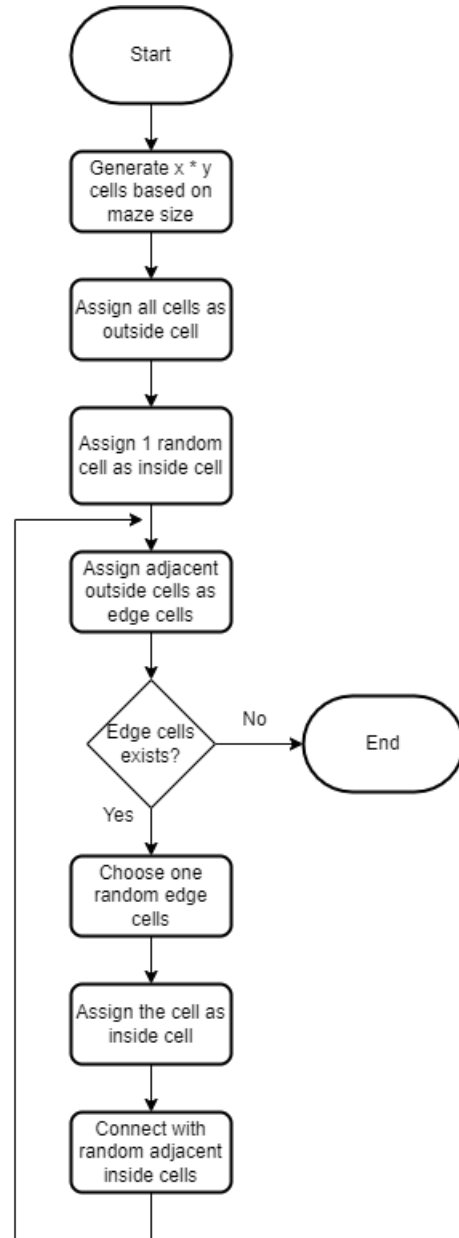 Start
Generate x * y
cells based on
maze size
Assign all cells as
outside cell
Assign 1 random
cell as inside cell
Assign adjacent
outside cells as
edge cells
Edge cells
exists?
No
End
Yes
Choose one
random edge
cells
Assign the cell as
inside cell
Connect with
random adjacent
inside cells